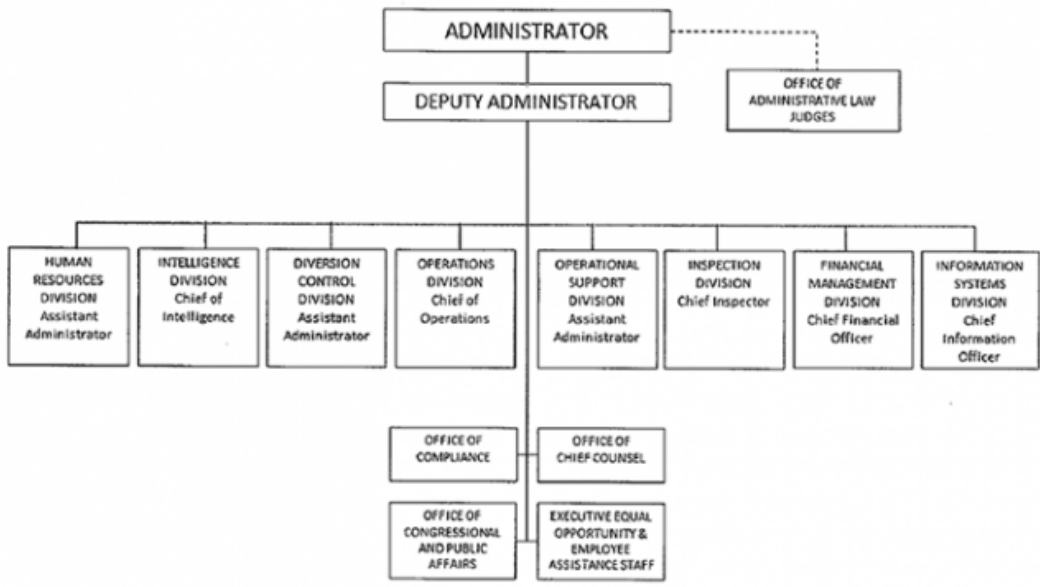 ADMINISTRATOR
DEPUTY ADMINISTRATOR
OFFICE OF
ADMINISTRATIVE LAW
JUDGES
HUMAN
RESOURCES
DIVISION
Assistant
Administrator
INTELLIGENCE
DIVISION
Chief of
Intelligence
DIVERSION
CONTROL
DIVISION
Assistant
Administrator
OPERATIONS
DIVISION
Chief of
Operations
OPERATIONAL
SUPPORT
DIVISION
Assistant
Administrator
INSPECTION
DIVISION
Chief Inspector
FINANCIAL
MANAGEMENT
DIVISION
Chief Financial
Officer
INFORMATION
SYSTEMS
DIVISION
Chief
Information
Officer
OFFICE OF
COMPLIANCE
OFFICE OF
CHIEF COUNSEL
OFFICE OF
CONGRESSIONAL
AND PUBLIC
AFFAIRS
EXECUTIVE EQUAL
OPPORTUNITY &
EMPLOYEE
ASSISTANCE STAFF